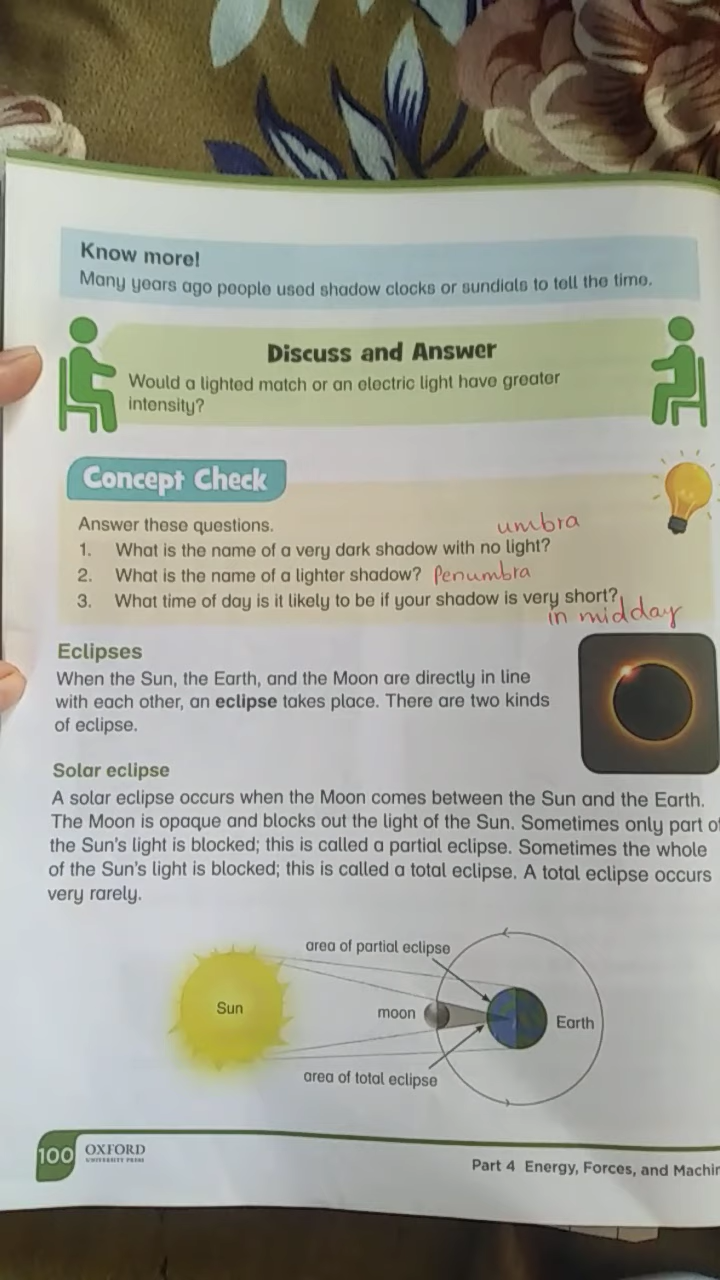 Know more!
Many years ago people used shadow clocks or sundials to tell the time.
Discuss and Answer
Would a lighted match or an electric light have greater
intensity?
Concept Check
Answer these questions.
umbra
1. What is the name of a very dark shadow with no light?
2. What is the name of a lighter shadow? Penumbra
3. What time of day is it likely to be if your shadow is very short?
in midday
Eclipses
When the Sun, the Earth, and the Moon are directly in line
with each other, an eclipse takes place. There are two kinds
of eclipse.
Solar eclipse
A solar eclipse occurs when the Moon comes between the Sun and the Earth.
The Moon is opaque and blocks out the light of the Sun. Sometimes only part o
the Sun's light is blocked; this is called a partial eclipse. Sometimes the whole
of the Sun's light is blocked; this is called a total eclipse. A total eclipse occurs
very rarely.
area of partial eclipse
Sun
moon
Earth
area of total eclipse
100
OXFORD
UNIVERSITY PRESS
Part 4 Energy, Forces, and Machin